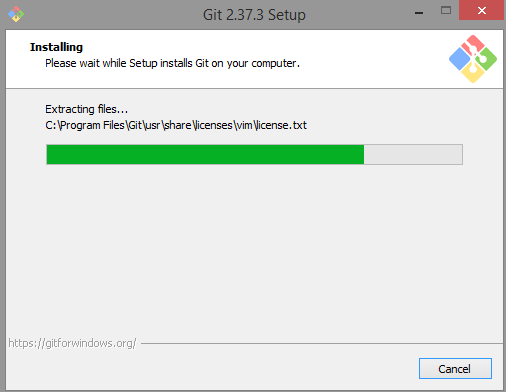 Git 2.37.3 Setup
Installing
Please wait while Setup installs Git on your computer.
Extracting files...
C:\Program Files\Git\usr\share\licenses\vim\license.txt
https://gitforwindows.org/
Cancel